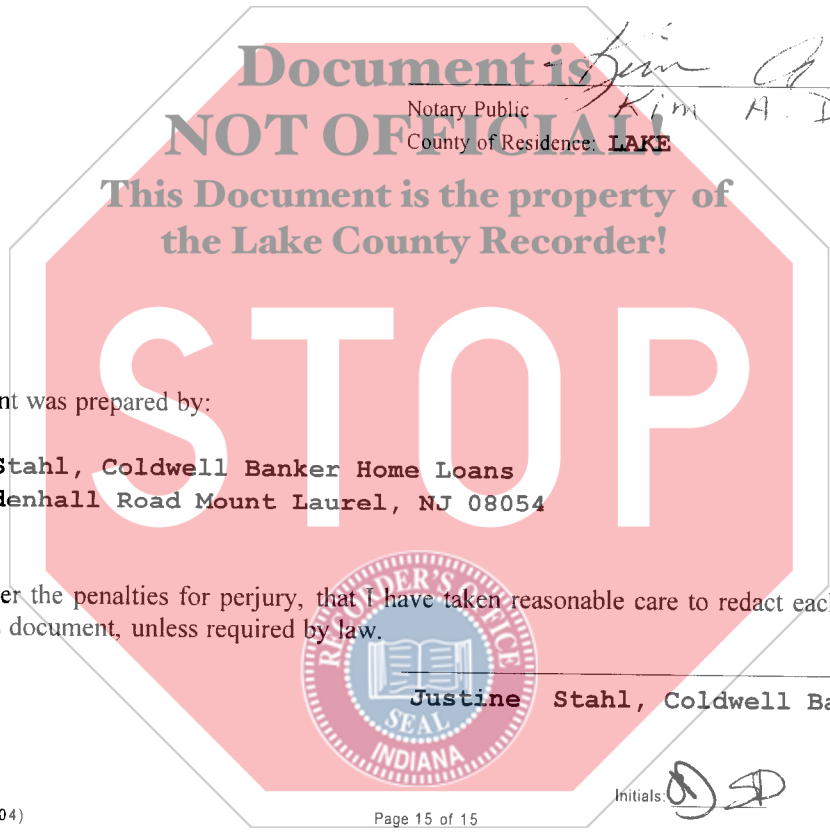 Document is
NOT OFFICIAL!
This Document is the property of
the Lake County Recorder!
STOP
Kim
Notary Public Kim A. D
County of Residence: LAKE
nt was prepared by:
Stahl, Coldwell Banker Home Loans
denhall Road Mount Laurel, NJ 08054
er the penalties for perjury, that I have taken reasonable care to redact each
document, unless required by law.
RECORDER'S OFFICE
SEAL
INDIANA
Justine Stahl, Coldwell Ba
Initials: SD
04)
Page 15 of 15